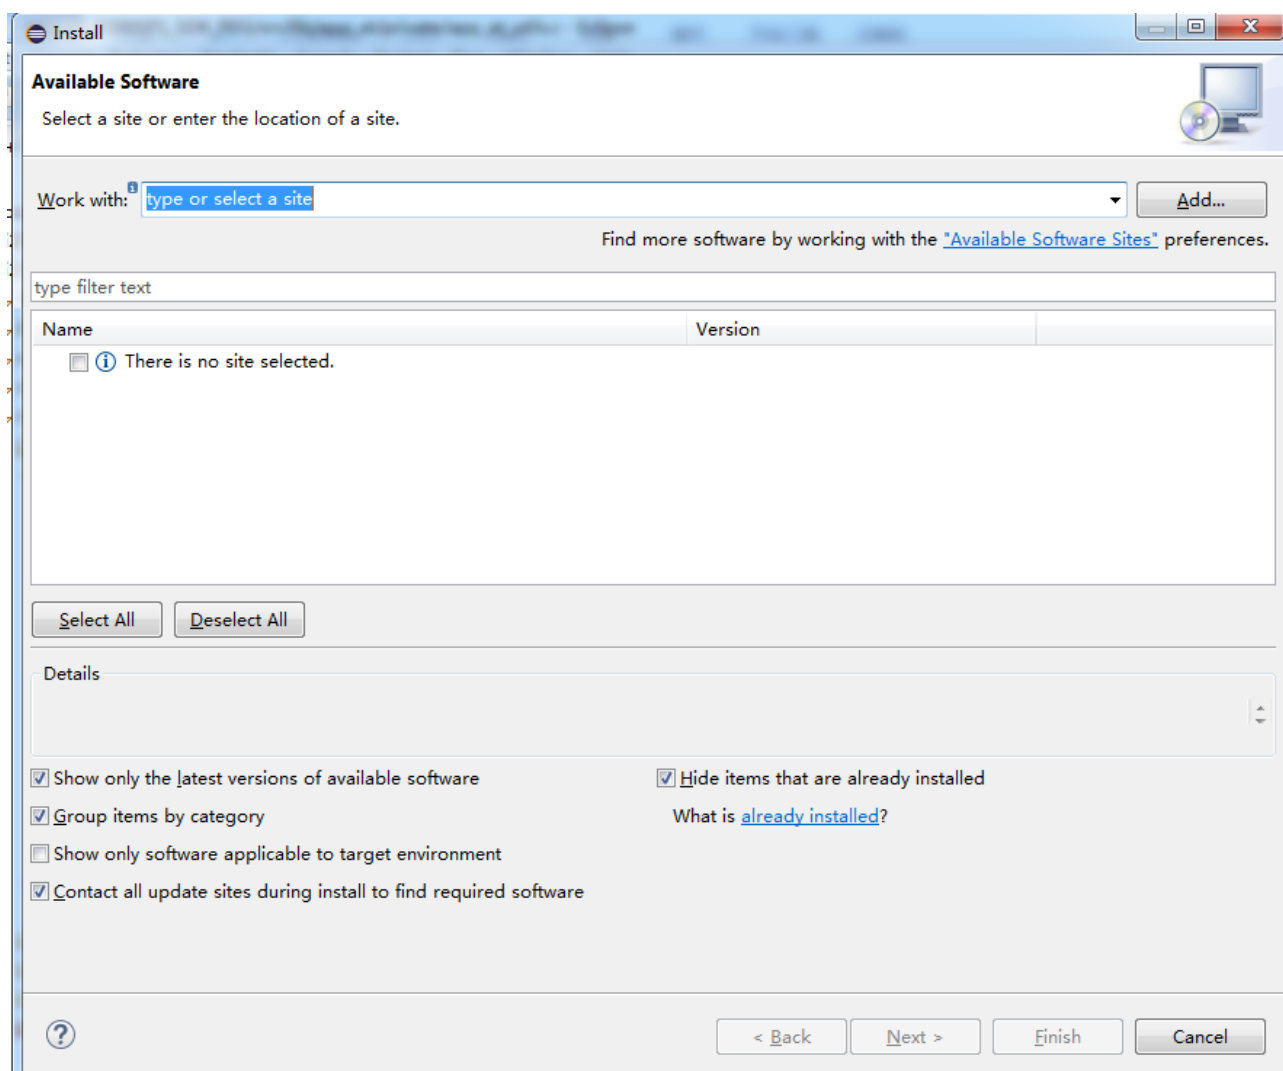 Install
Available Software
Select a site or enter the location of a site.
Work with: type or select a site Add...
Find more software by working with the "Available Software Sites" preferences.
type filter text
Name Version
There is no site selected.
Select All Deselect All
Details
Show only the latest versions of available software Hide items that are already installed
Group items by category What is already installed?
Show only software applicable to target environment
Contact all update sites during install to find required software
< Back Next > Finish Cancel